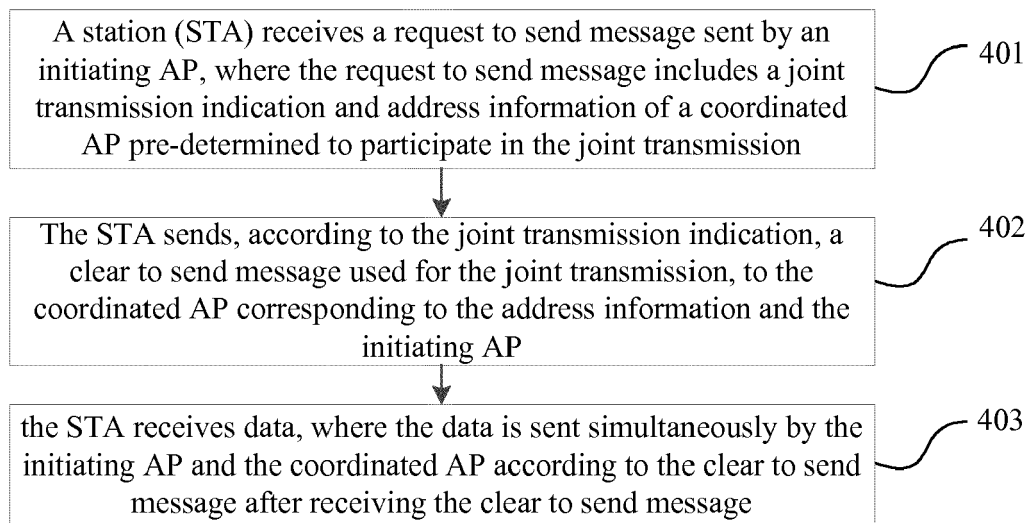 A station (STA) receives a request to send message sent by an
initiating AP, where the request to send message includes a joint
transmission indication and address information of a coordinated
AP pre-determined to participate in the joint transmission
401
The STA sends, according to the joint transmission indication, a
clear to send message used for the joint transmission, to the
coordinated AP corresponding to the address information and the
initiating AP
402
the STA receives data, where the data is sent simultaneously by the
initiating AP and the coordinated AP according to the clear to send
message after receiving the clear to send message
403